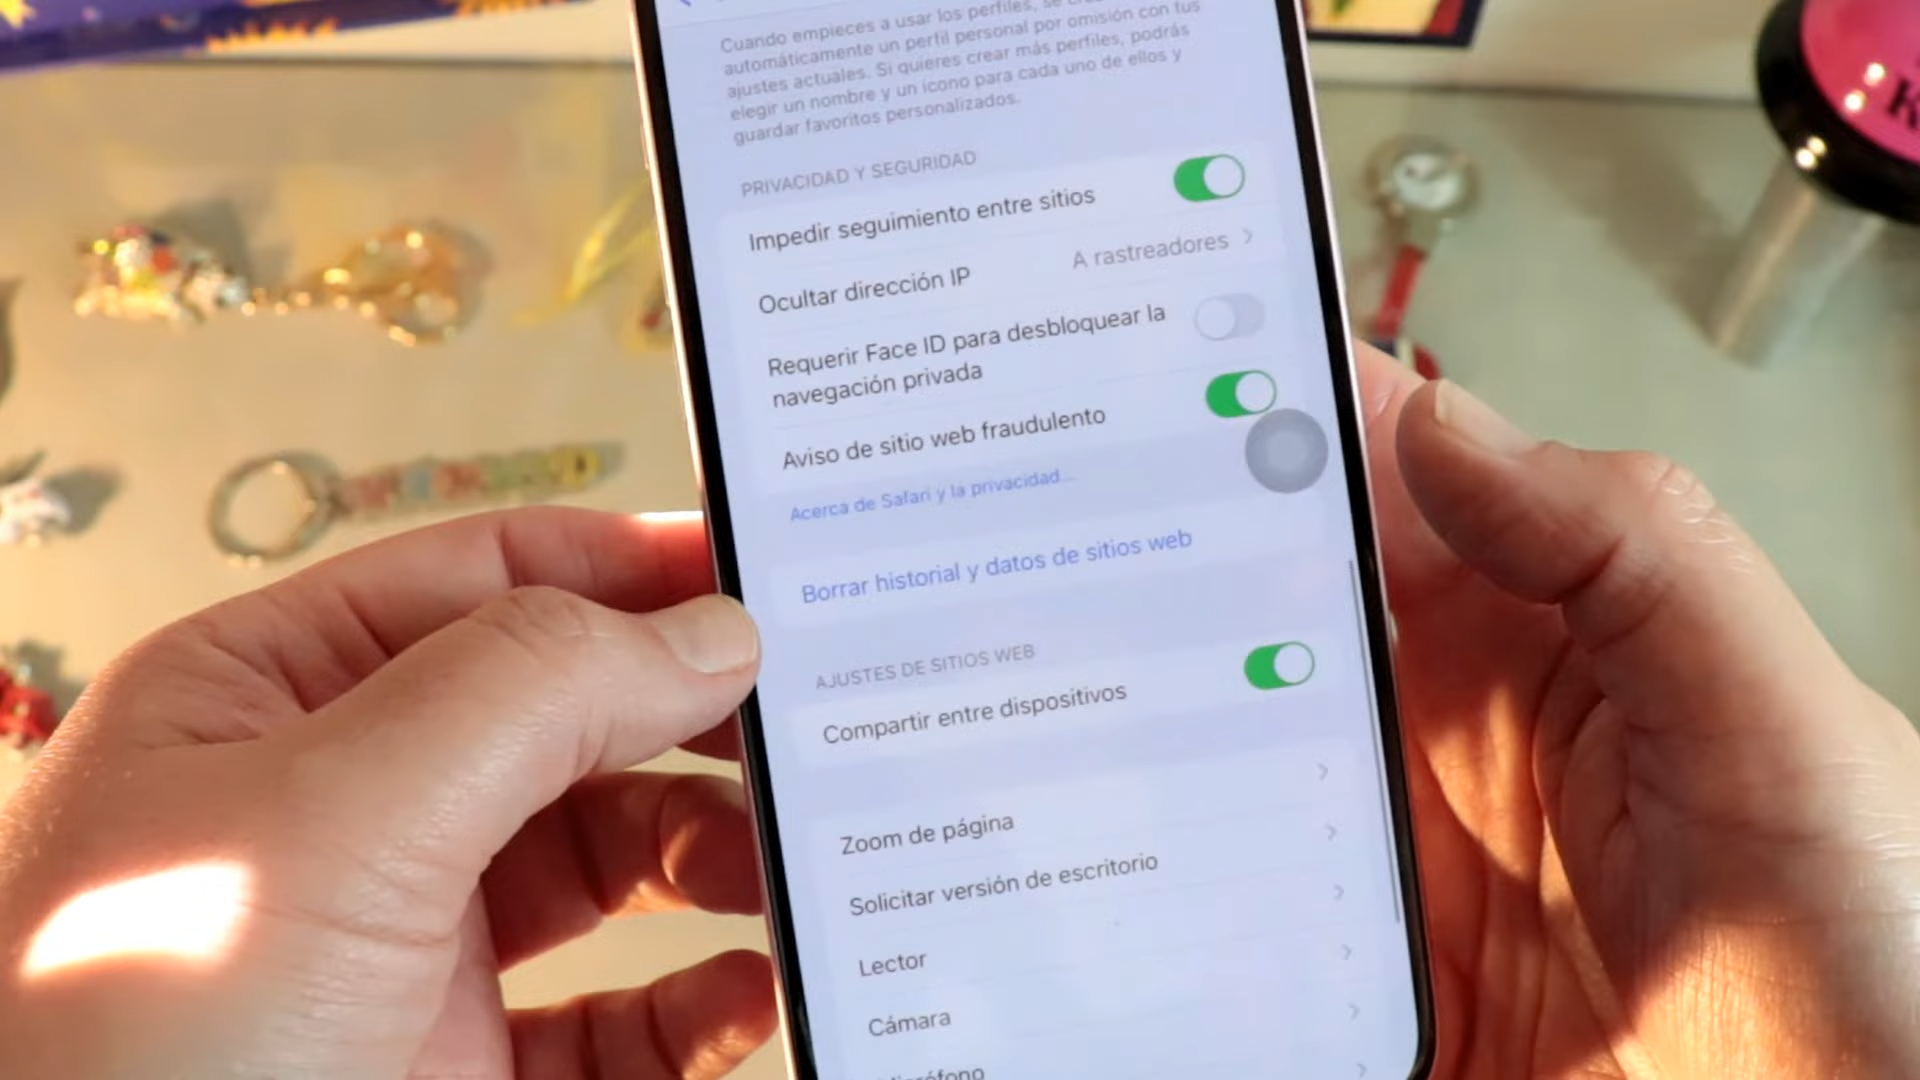 Cuando empieces a usar los perfiles, se
automáticamente un perfil personal por omisión con tus
ajustes actuales. Si quieres crear más perfiles, podrás
elegir un nombre y un ícono para cada uno de ellos y
guardar favoritos personalizados.
PRIVACIDAD Y SEGURIDAD
Impedir seguimiento entre sitios
Ocultar dirección IP A rastreadores
Requerir Face ID para desbloquear la
navegación privada
Aviso de sitio web fraudulento
Acerca de Safari y la privacidad...
Borrar historial y datos de sitios web
AJUSTES DE SITIOS WEB
Compartir entre dispositivos
Zoom de página
Solicitar versión de escritorio
Lector
Cámara
Micrófono
K